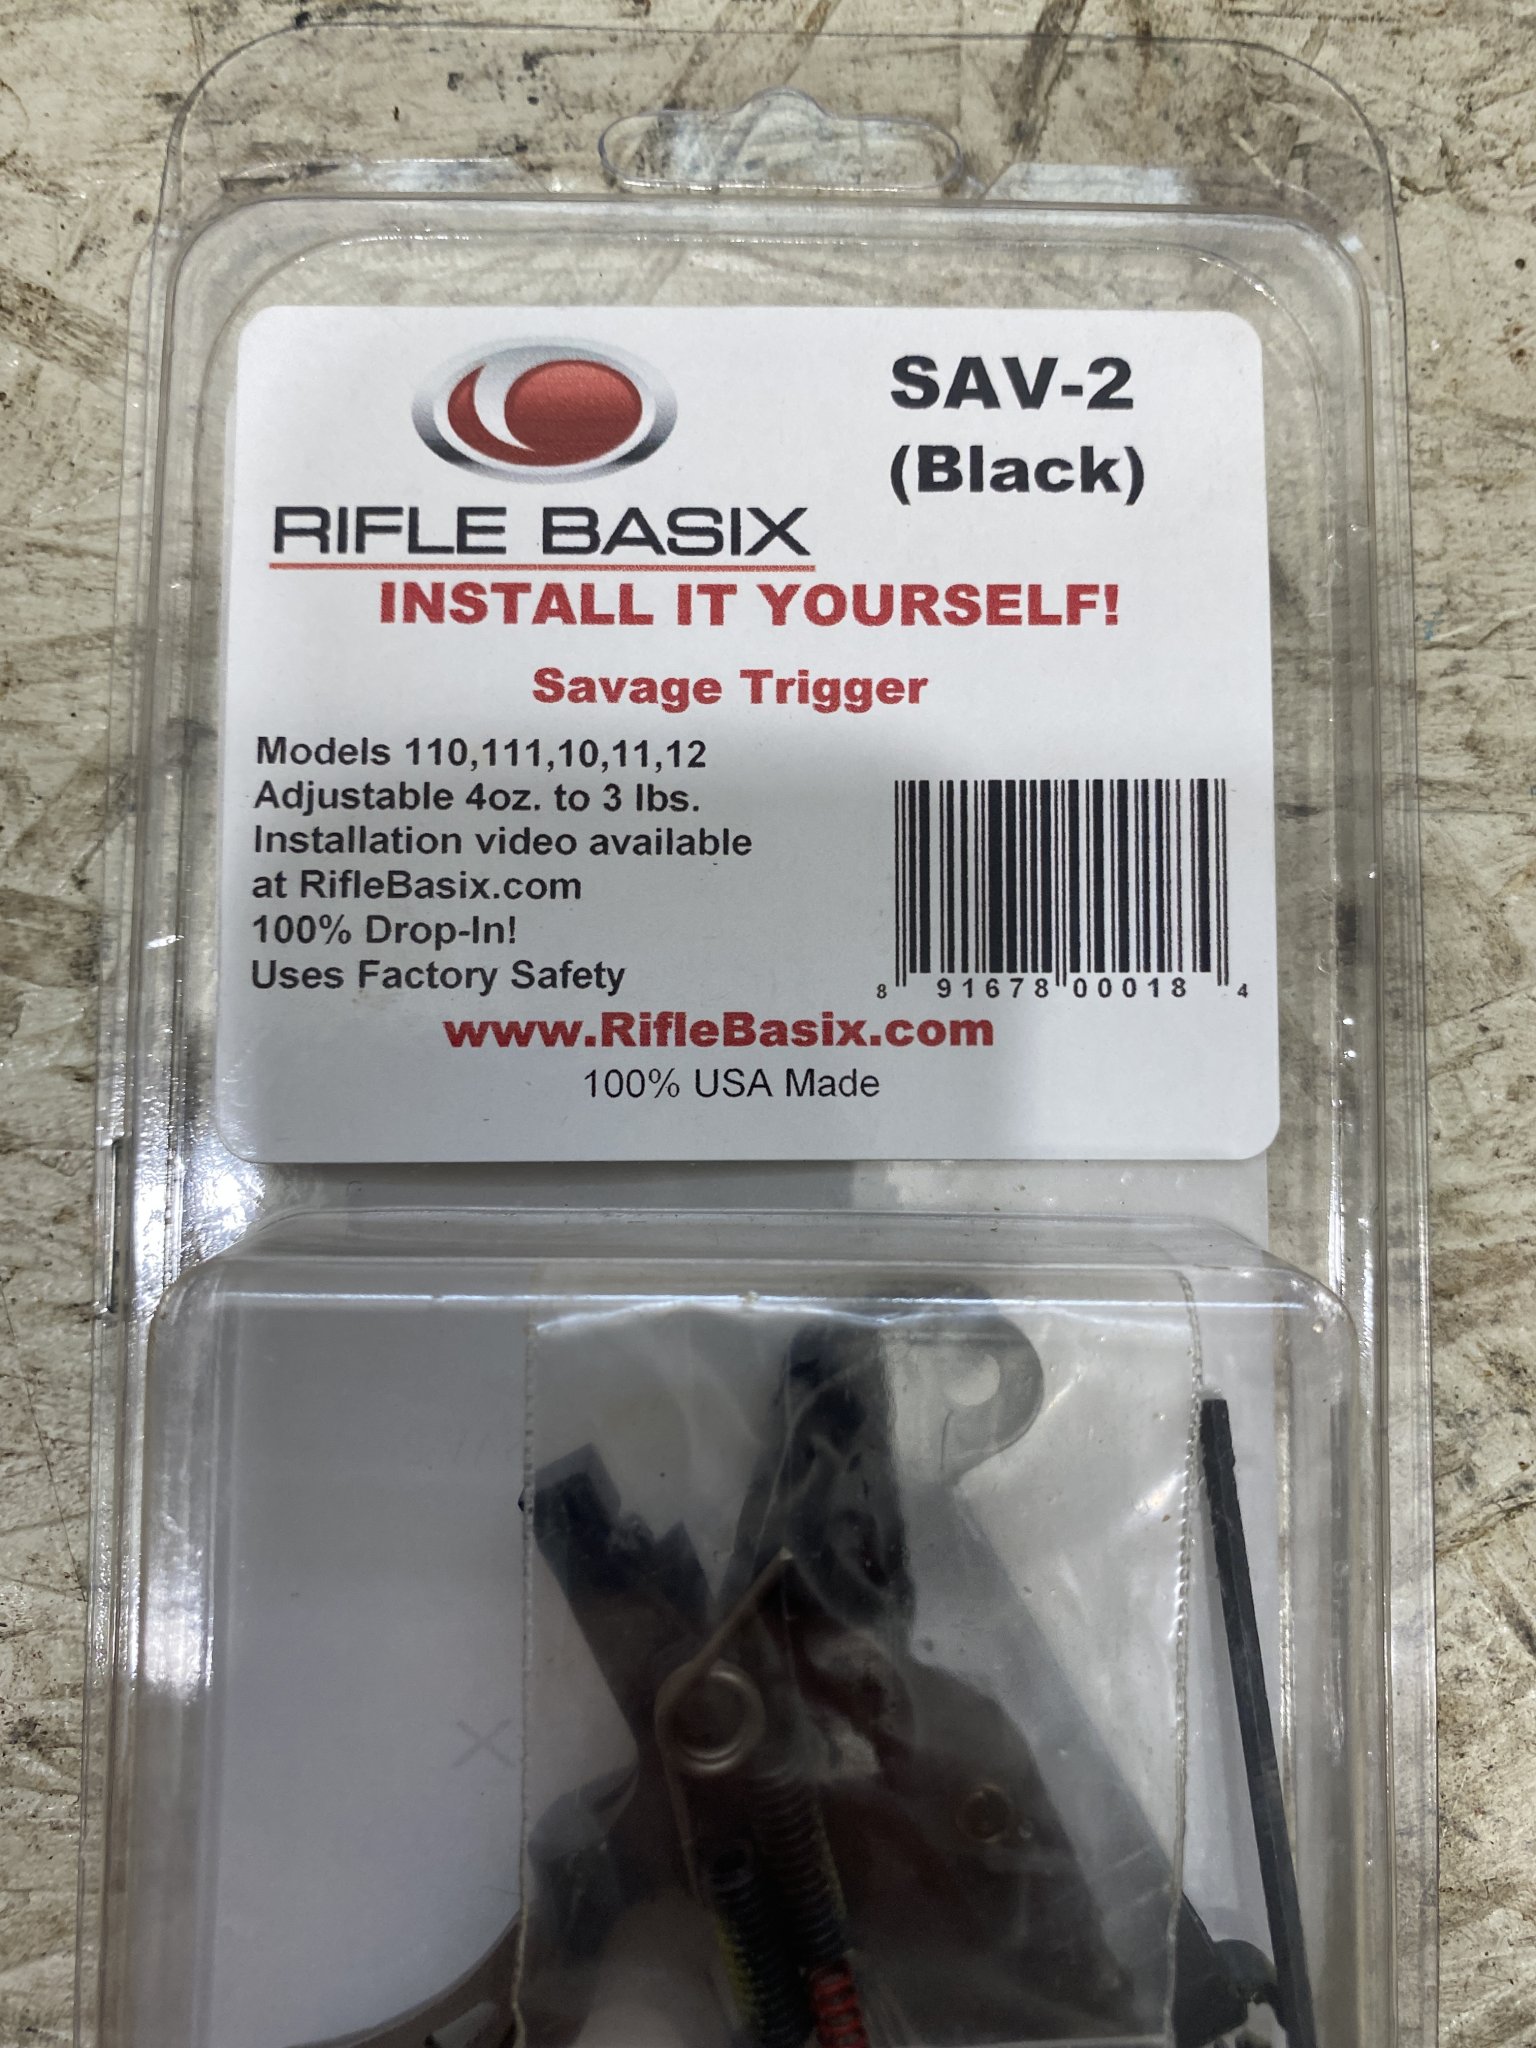 SAV-2
(Black)
RIFLE BASIX
INSTALL IT YOURSELF!
Savage Trigger
Models 110,111,10,11,12
Adjustable 4oz. to 3 lbs.
Installation video available
at RifleBasix.com
100% Drop-In!
Uses Factory Safety
8 91678 00018 4
www.RifleBasix.com
100% USA Made